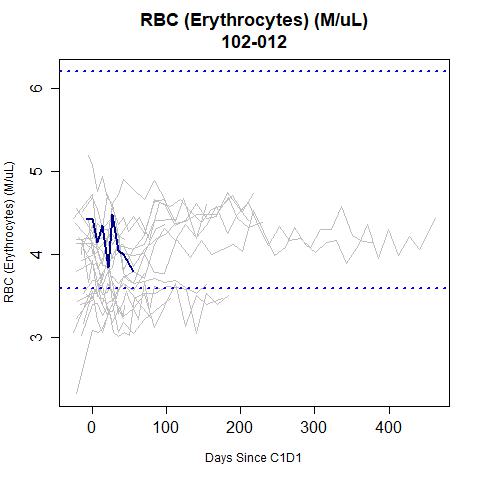 RBC (Erythrocytes) (M/uL)
102-012
RBC (Erythrocytes) (M/uL)
6
5
4
3
0 100 200 300 400
Days Since C1D1